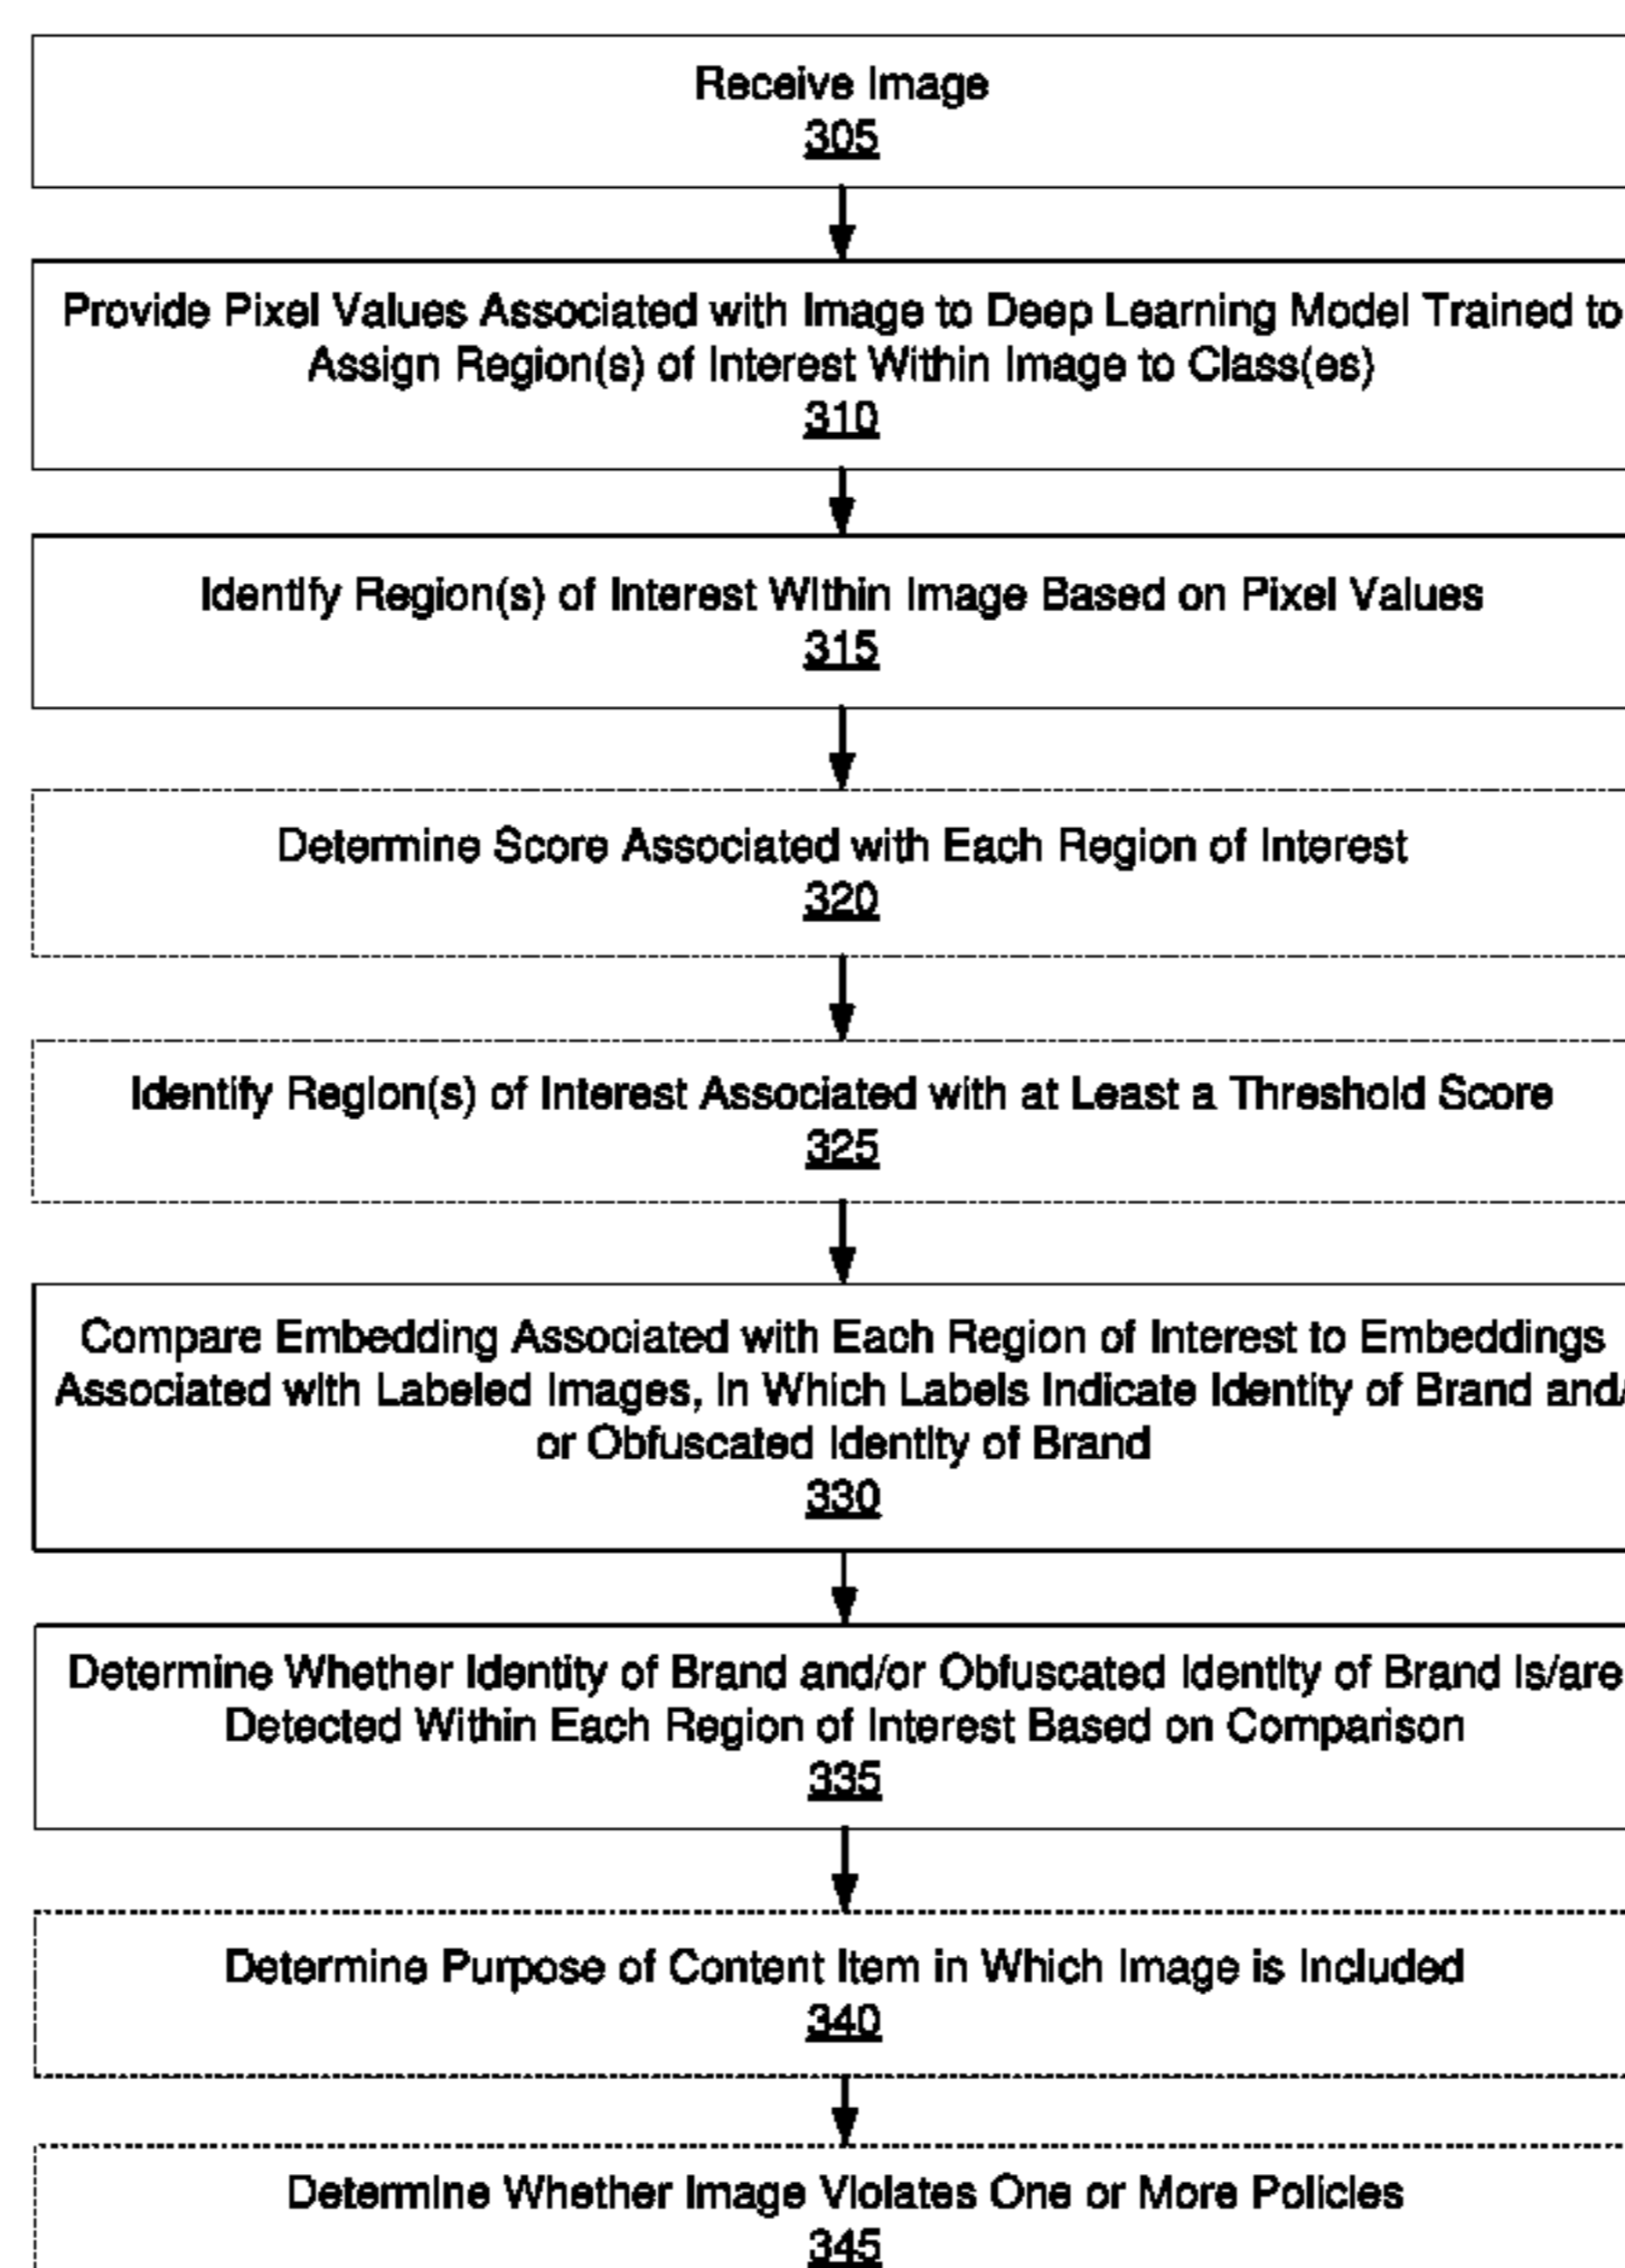 Receive Image
305
Provide Pixel Values Associated with Image to Deep Learning Model Trained to
Assign Region(s) of Interest Within Image to Class(es)
310
Identify Region(s) of Interest Within Image Based on Pixel Values
315
Determine Score Associated with Each Region of Interest
320
Identify Region(s) of Interest Associated with at Least a Threshold Score
325
Compare Embedding Associated with Each Region of Interest to Embeddings
Associated with Labeled Images, In Which Labels Indicate Identity of Brand and/
or Obfuscated Identity of Brand
330
Determine Whether Identity of Brand and/or Obfuscated Identity of Brand Is/are
Detected Within Each Region of Interest Based on Comparison
335
Determine Purpose of Content Item in Which Image is Included
340
Determine Whether Image Violates One or More Policies
345